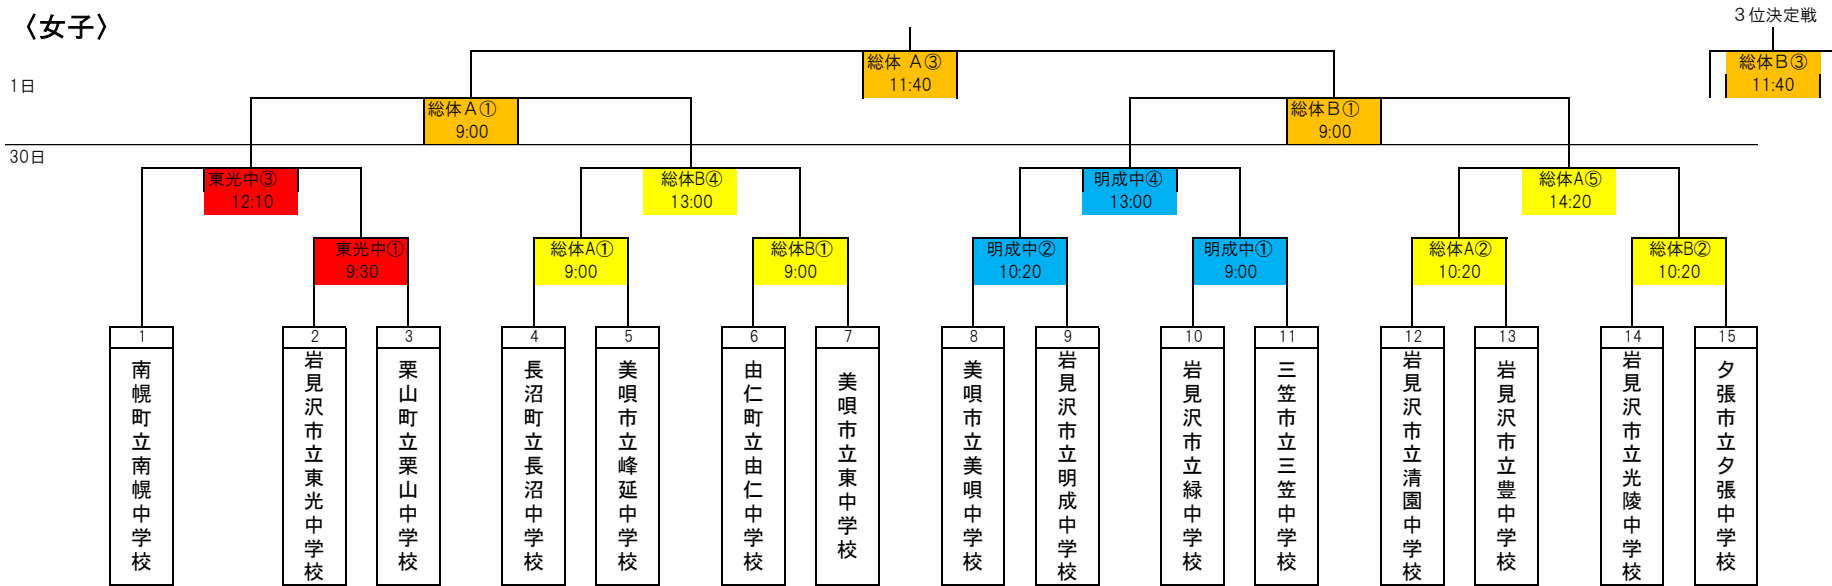 〈女子〉
３位決定戦
総体 Ａ③
11:40
総体Ｂ③
11:40
1日
総体Ａ①
9:00
総体Ｂ①
9:00
30日
東光中③
12:10
総体B④
13:00
明成中④
13:00
総体A⑤
14:20
東光中①
9:30
総体A①
9:00
総体B①
9:00
明成中②
10:20
明成中①
9:00
総体A②
10:20
総体B②
10:20
1
南幌町立南幌中学校
2
岩見沢市立東光中学校
3
栗山町立栗山中学校
4
長沼町立長沼中学校
5
美唄市立峰延中学校
6
由仁町立由仁中学校
7
美唄市立東中学校
8
美唄市立美唄中学校
9
岩見沢市立明成中学校
10
岩見沢市立緑中学校
11
三笠市立三笠中学校
12
岩見沢市立清園中学校
13
岩見沢市立豊中学校
14
岩見沢市立光陵中学校
15
夕張市立夕張中学校